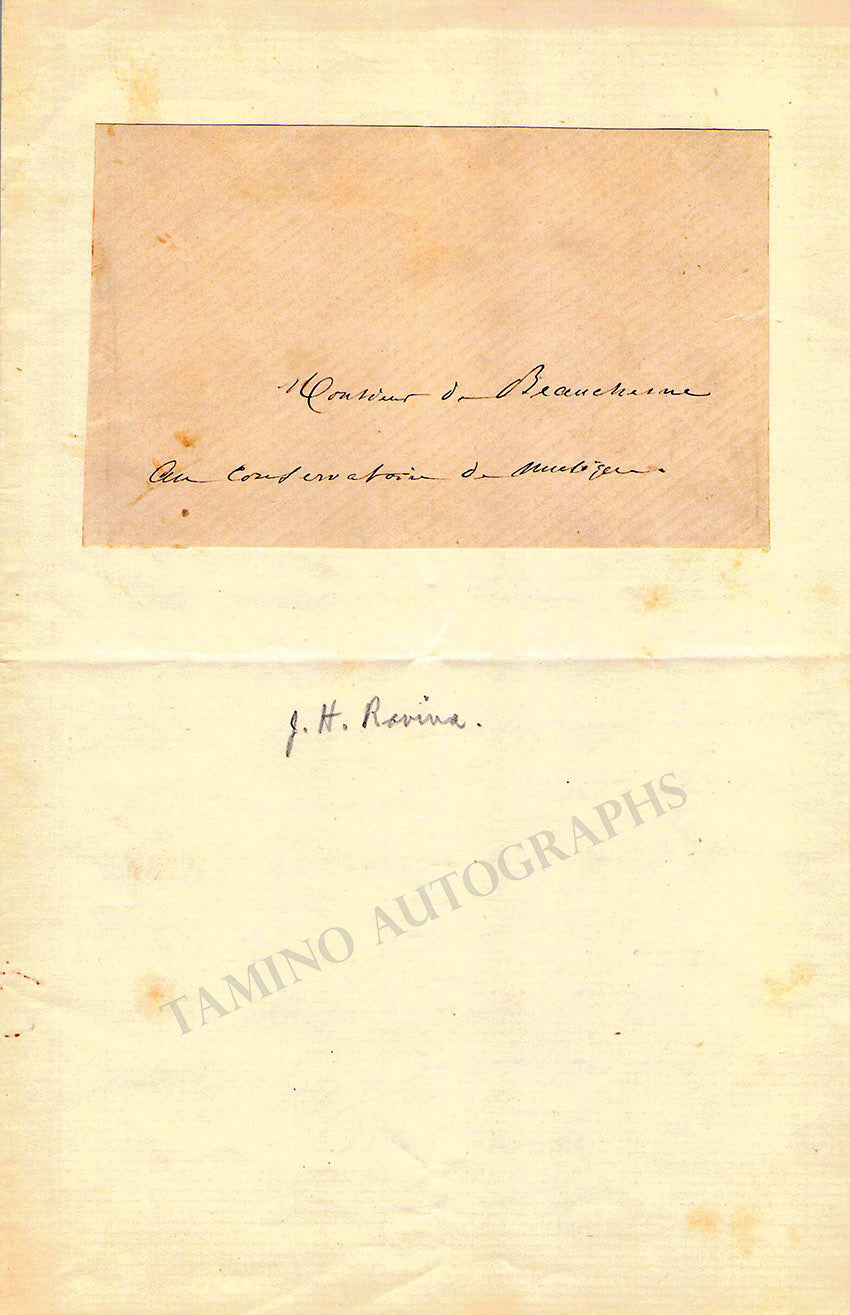 Monsieur de Beauchesne
Au Conservatoire de Musique.
J. H. Ravina.
TAMINO AUTOGRAPHS